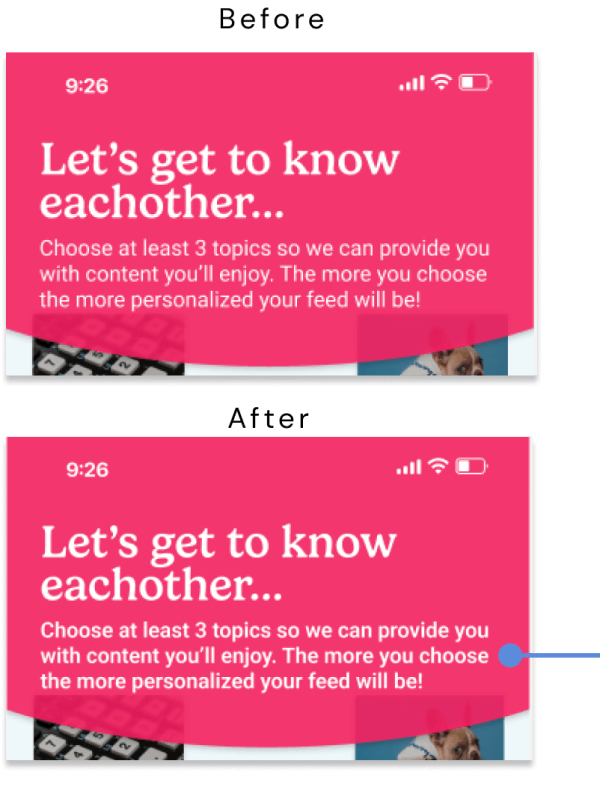 Before
9:26
Let's get to know
eachother...
Choose at least 3 topics so we can provide you
with content you'll enjoy. The more you choose
the more personalized your feed will be!
After
9:26
Let's get to know
eachother...
Choose at least 3 topics so we can provide you
with content you'll enjoy. The more you choose
the more personalized your feed will be!